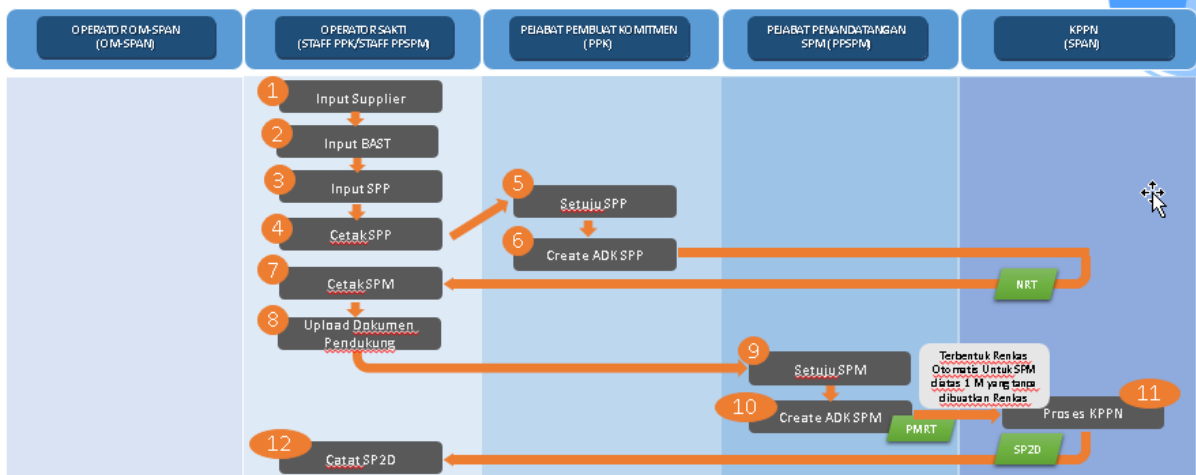 OPERATOR OM-SPAN
(OM-SPAN)
OPERATOR SAKTI
(STAFF PPK/STAFF PPSPM)
PEJABAT PEMBUAT KOMITMEN
(PPK)
PEJABAT PENANDATANGAN
SPM (PPSPM)
KPPN
(SPAN)
1
Input Supplier
2
Input BAST
3
Input SPP
4
Cetak SPP
5
Setuju SPP
6
Create ADK SPP
7
Cetak SPM
NRT
8
Upload Dokumen
Pendukung
9
Setuju SPM
Terbentuk Renkas
Otomatis Untuk SPM
diatas 1 M yang tanpa
dibuatkan Renkas
10
Create ADK SPM
PMRT
11
Proses KPPN
12
Catat SP2D
SP2D